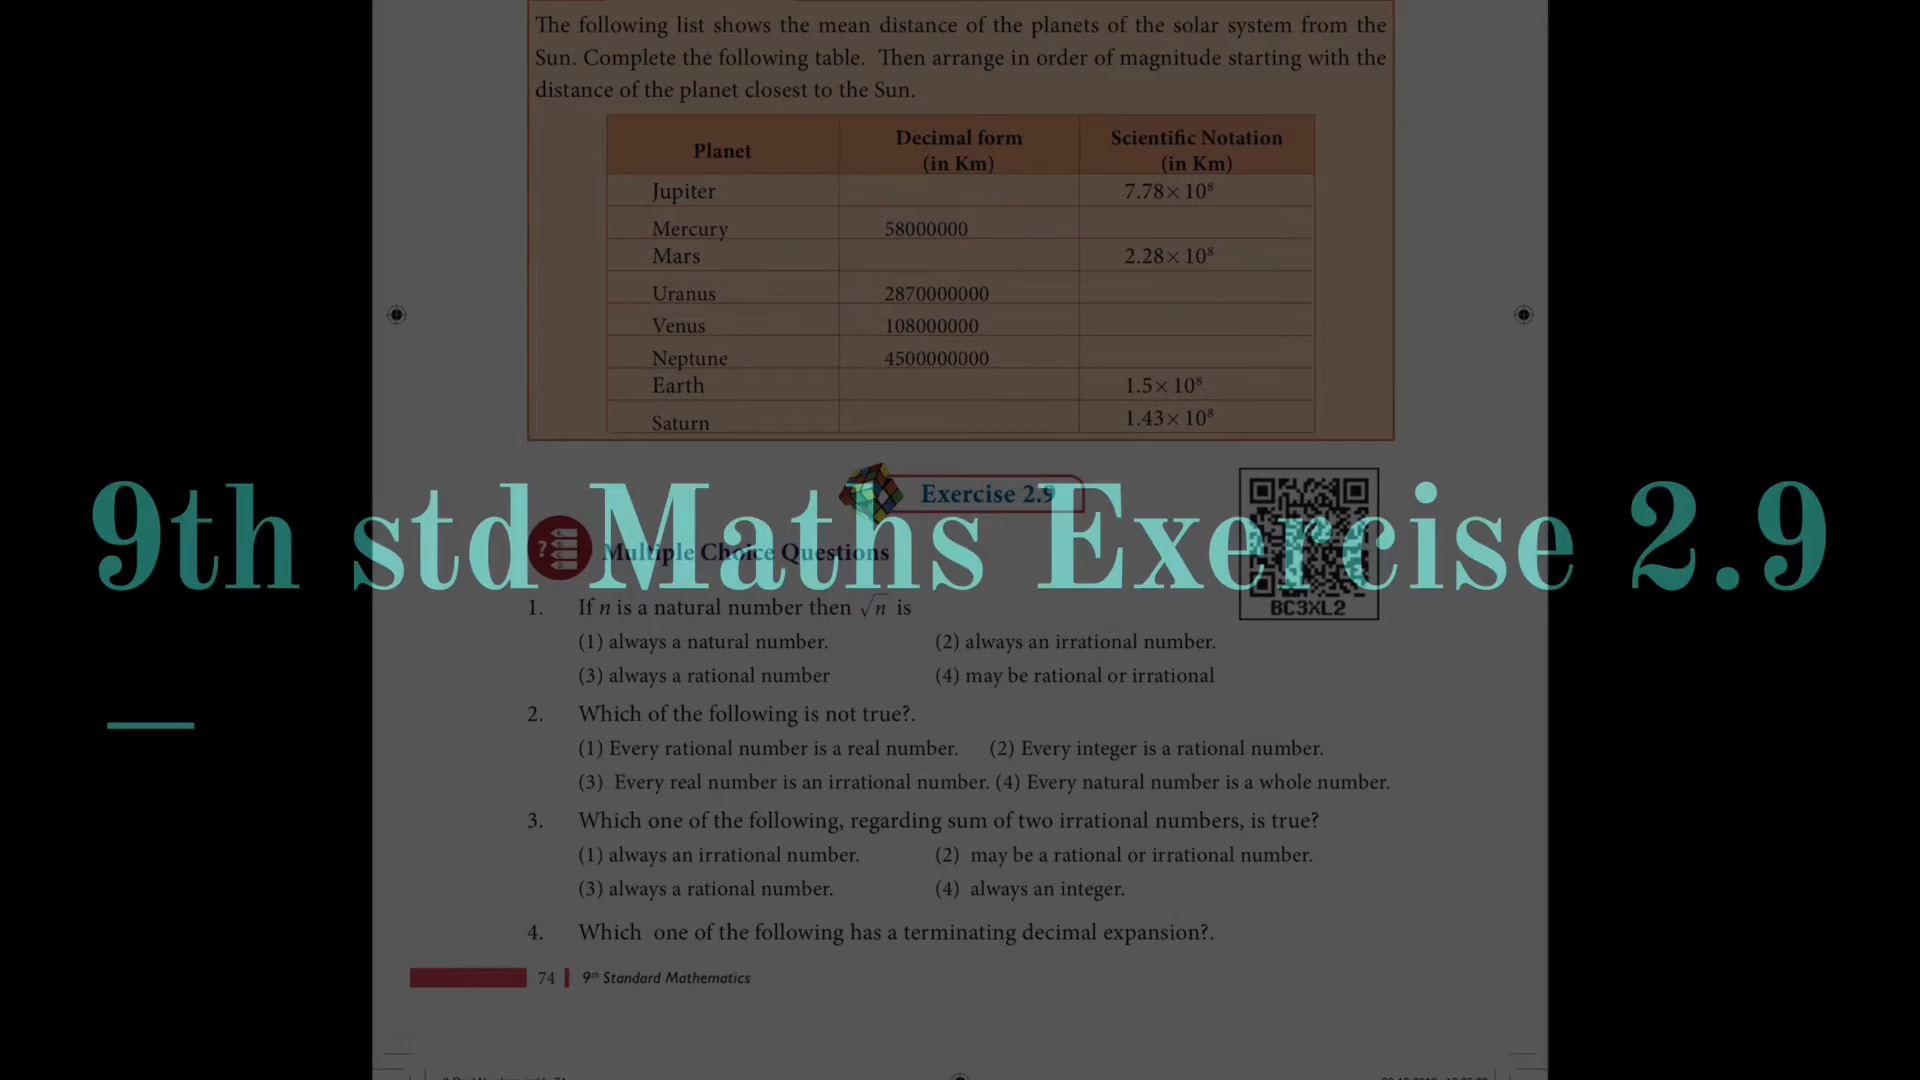 The following list shows the mean distance of the planets of the solar system from the
Sun. Complete the following table. Then arrange in order of magnitude starting with the
distance of the planet closest to the Sun.
Planet Decimal form (in Km) Scientific Notation (in Km)
Jupiter 7.78×10⁸
Mercury 58000000
Mars 2.28×10⁸
Uranus 2870000000
Venus 108000000
Neptune 4500000000
Earth 1.5×10⁸
Saturn 1.43×10⁸
Exercise 2.9
9th std Maths Exercise 2.9
Multiple Choice Questions
BC3XL2
1. If n is a natural number then √n is
(1) always a natural number. (2) always an irrational number.
(3) always a rational number (4) may be rational or irrational
2. Which of the following is not true?.
(1) Every rational number is a real number. (2) Every integer is a rational number.
(3) Every real number is an irrational number. (4) Every natural number is a whole number.
3. Which one of the following, regarding sum of two irrational numbers, is true?
(1) always an irrational number. (2) may be a rational or irrational number.
(3) always a rational number. (4) always an integer.
4. Which one of the following has a terminating decimal expansion?.
74 9th Standard Mathematics